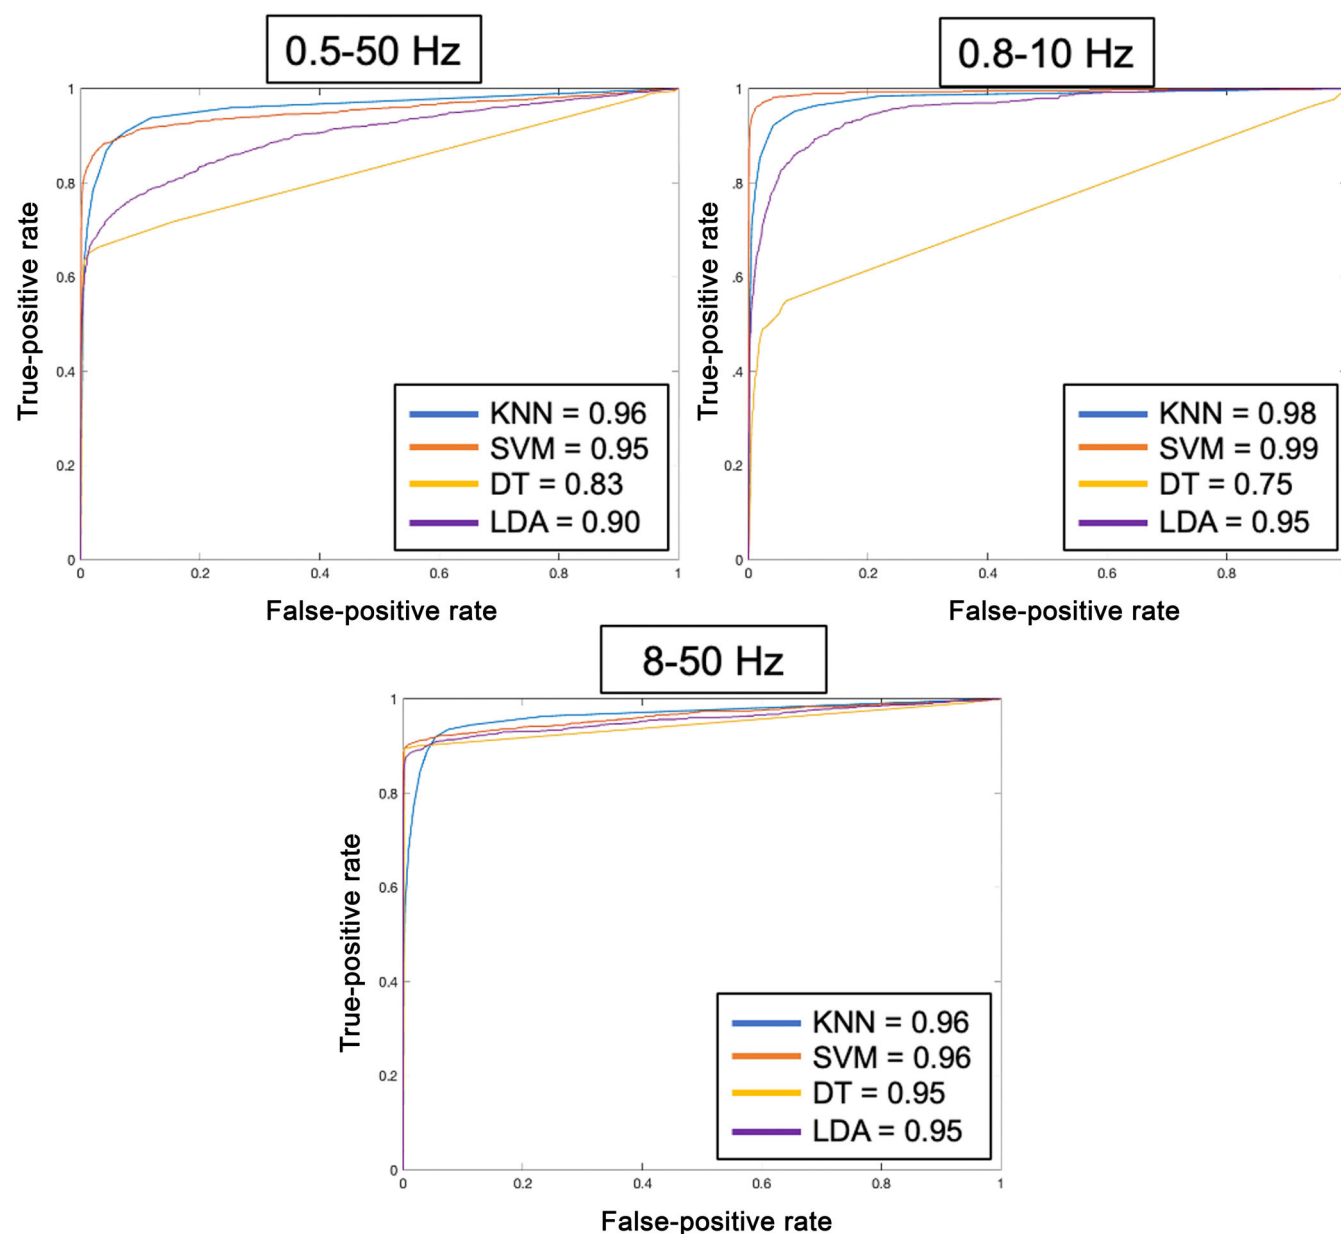 0.5-50 Hz
1
0.8
0.6
0.4
0.2
0
True-positive rate
KNN = 0.96
SVM = 0.95
DT = 0.83
LDA = 0.90
0 0.2 0.4 0.6 0.8 1
False-positive rate
0.8-10 Hz
1
0.8
0.6
.4
0.2
0
True-positive rate
KNN = 0.98
SVM = 0.99
DT = 0.75
LDA = 0.95
0 0.2 0.4 0.6 0.8
False-positive rate
8-50 Hz
1
0.8
0.6
0.4
0.2
0
True-positive rate
KNN = 0.96
SVM = 0.96
DT = 0.95
LDA = 0.95
0 0.2 0.4 0.6 0.8 1
False-positive rate